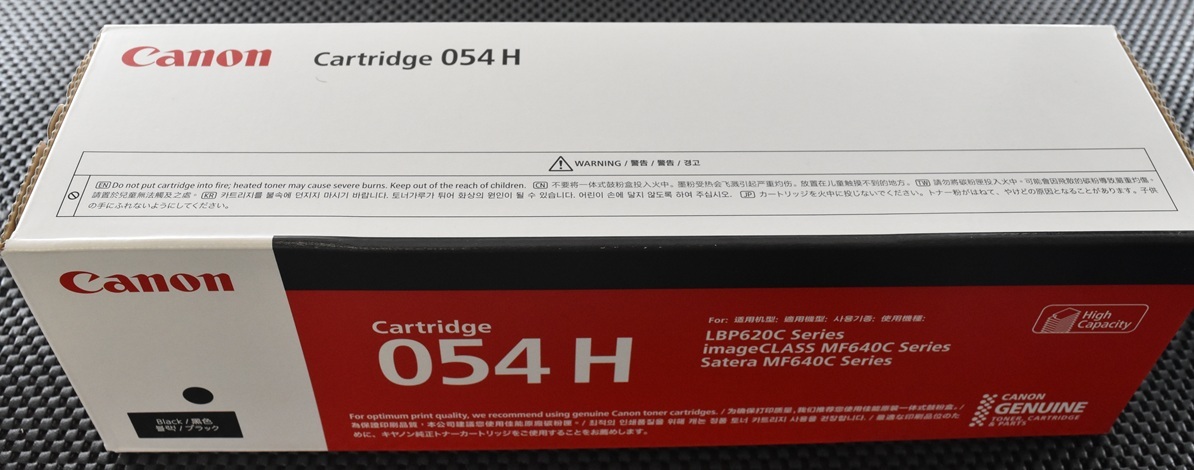 Canon Cartridge 054 H
WARNING / 警告 / 警告 / 경고
EN Do not put cartridge into fire; heated toner may cause severe burns. Keep out of the reach of children. CN 不要将一体式鼓粉盒投入火中。墨粉受热会飞溅引起严重灼伤。放置在儿童触摸不到的地方。 TW 請勿將碳粉匣投入火中。可能會因飛散的碳粉導致嚴重灼傷。
請置於兒童無法觸及之處。 KR 카트리지를 불속에 던지지 마시기 바랍니다. 토너가루가 튀어 화상의 원인이 될 수 있습니다. 어린이 손에 닿지 않도록 하여 주십시오. JP カートリッジを火中に投じないでください。トナー粉がはねて、やけどの原因となることがあります。子供
の手にふれないようにしてください。
Canon
Black / 黑色
블랙 / ブラック
Cartridge
054 H
For: 适用机型: 適用機型: 사용기종: 使用機種:
LBP620C Series
imageCLASS MF640C Series
Satera MF640C Series
High
Capacity
For optimum print quality, we recommend using genuine Canon toner cartridges. / 为确保打印质量,我们推荐您使用佳能原装一体式鼓粉盒。/
為保證印刷品質,本公司建議您使用佳能原廠碳粉匣。/ 최적의 인쇄품질을 위해 캐논 정품 토너 카트리지 사용을 권장합니다. / 最適な印刷品位のた
めに、キヤノン純正トナーカートリッジをご使用することをお薦めします。
CANON
GENUINE
TONER, CARTRIDGE
& PARTS